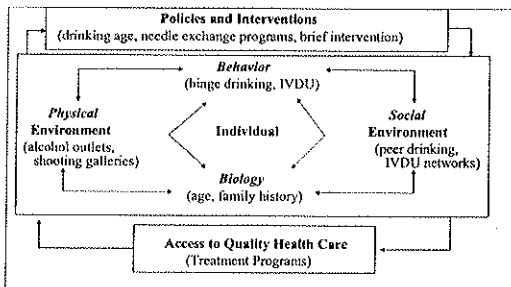 Policies and Interventions
(drinking age, needle exchange programs, brief intervention)
Behavior
(binge drinking, IVDU)
Physical
Environment
(alcohol outlets,
shooting galleries)
Individual
Social
Environment
(peer drinking,
IVDU networks)
Biology
(age, family history)
Access to Quality Health Care
(Treatment Programs)